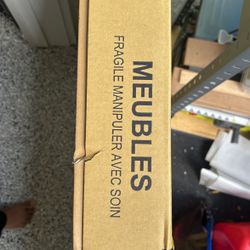 MEUBLES
FRAGILE MANIPULER AVEC SOIN